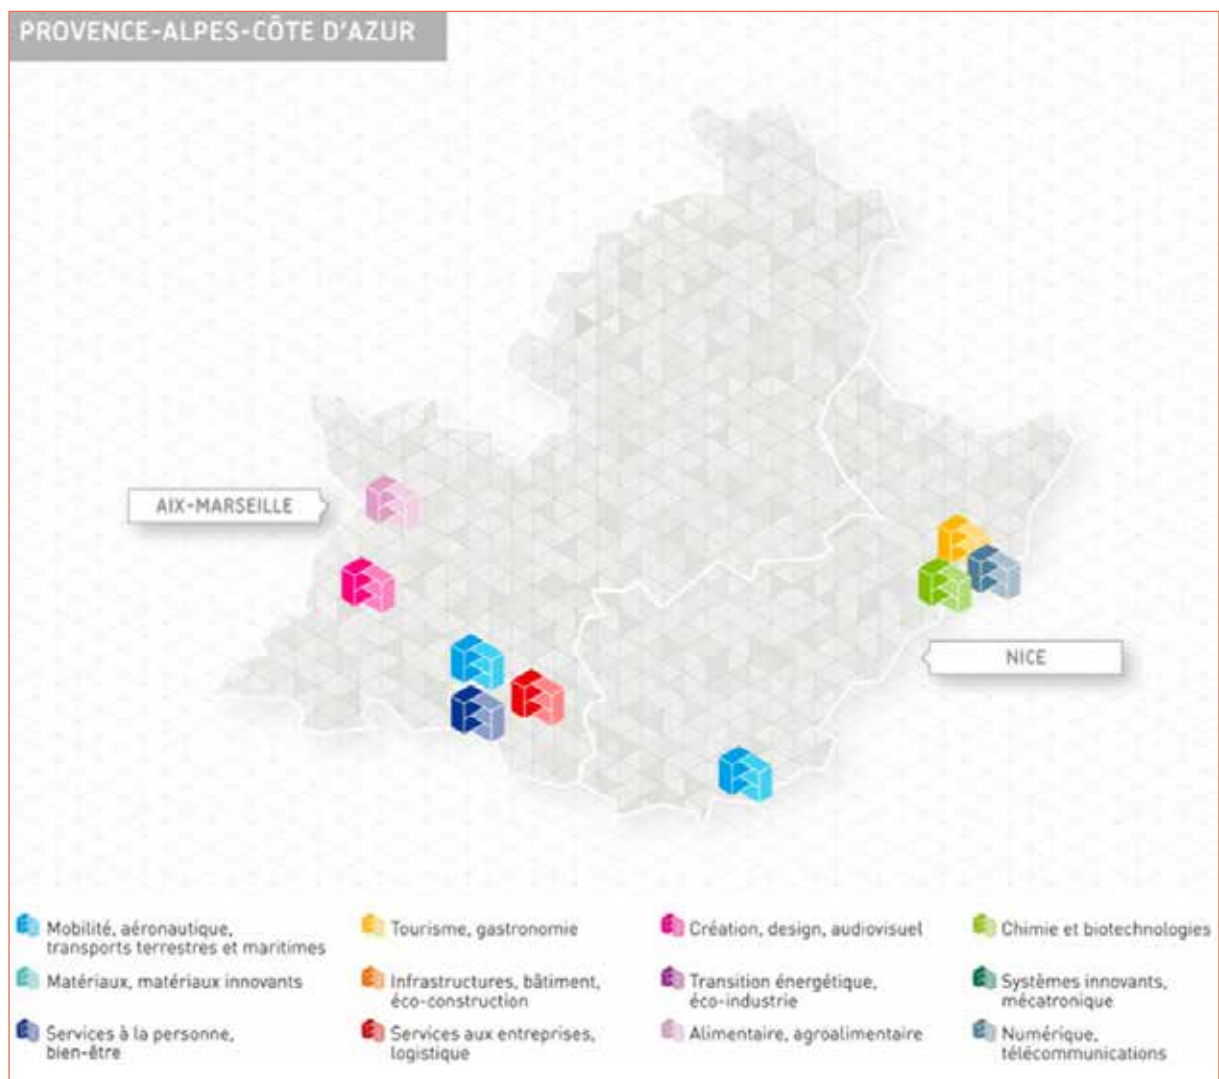 PROVENCE-ALPES-CÔTE D'AZUR
AIX-MARSEILLE
NICE
Mobilité, aéronautique,
transports terrestres et maritimes
Tourisme, gastronomie
Création, design, audiovisuel
Chimie et biotechnologies
Matériaux, matériaux innovants
Infrastructures, bâtiment,
éco-construction
Transition énergétique,
éco-industrie
Systèmes innovants,
mécatronique
Services à la personne,
bien-être
Services aux entreprises,
logistique
Alimentaire, agroalimentaire
Numérique,
télécommunications